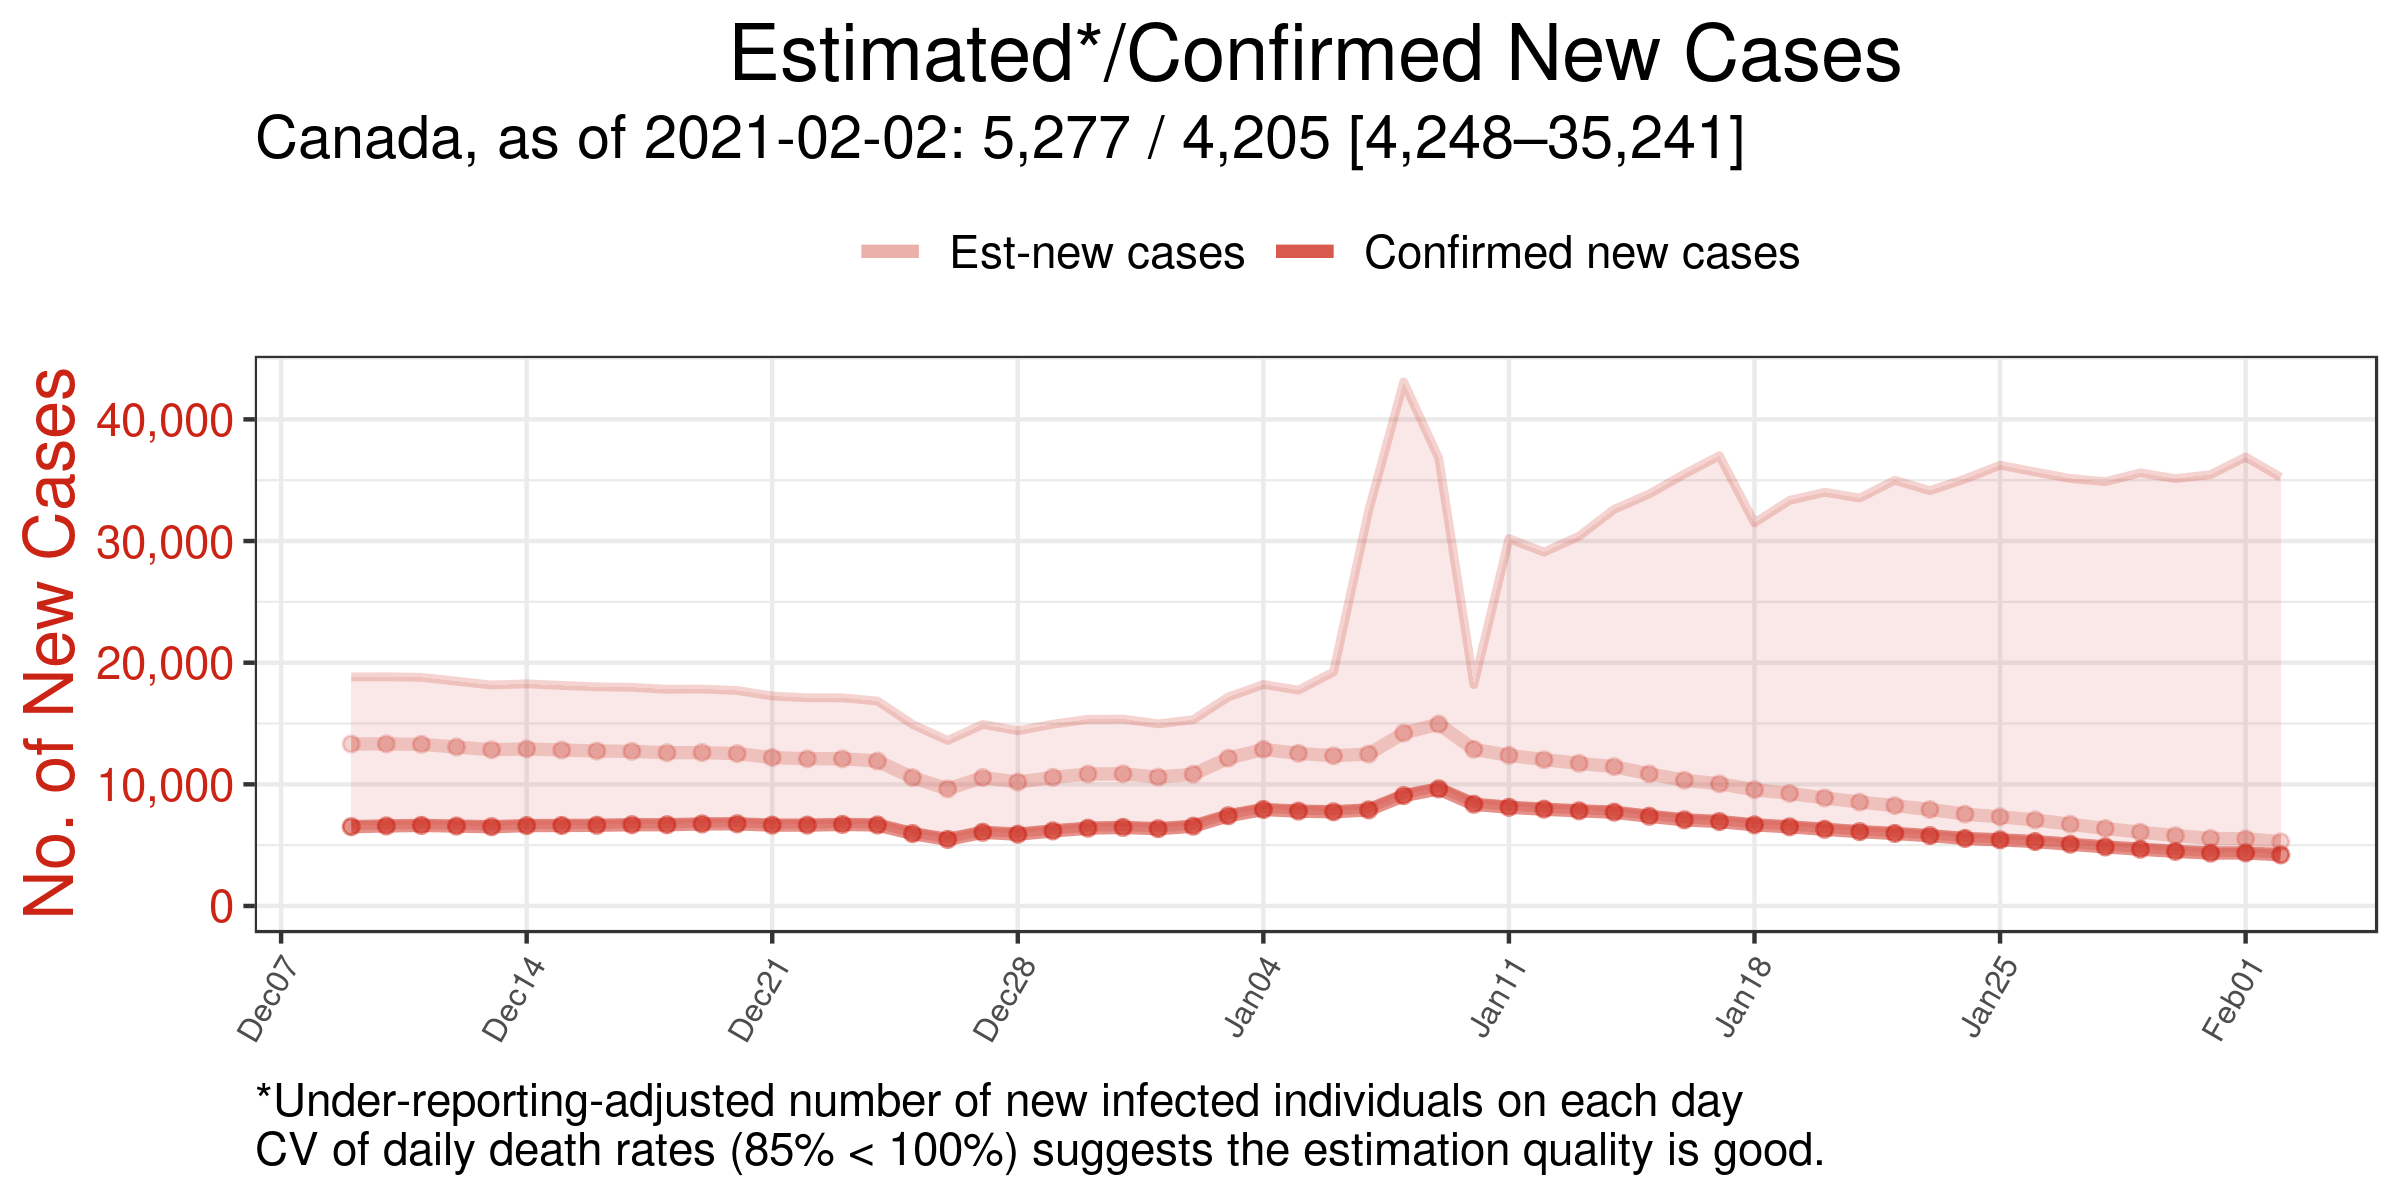 Estimated*/Confirmed New Cases
Canada, as of 2021-02-02: 5,277 / 4,205 [4,248–35,241]
Est-new cases
Confirmed new cases
No. of New Cases
40,000
30,000
20,000
10,000
0
Dec07
Dec14
Dec21
Dec28
Jan04
Jan11
Jan18
Jan25
Feb01
*Under-reporting-adjusted number of new infected individuals on each day
CV of daily death rates (85% < 100%) suggests the estimation quality is good.